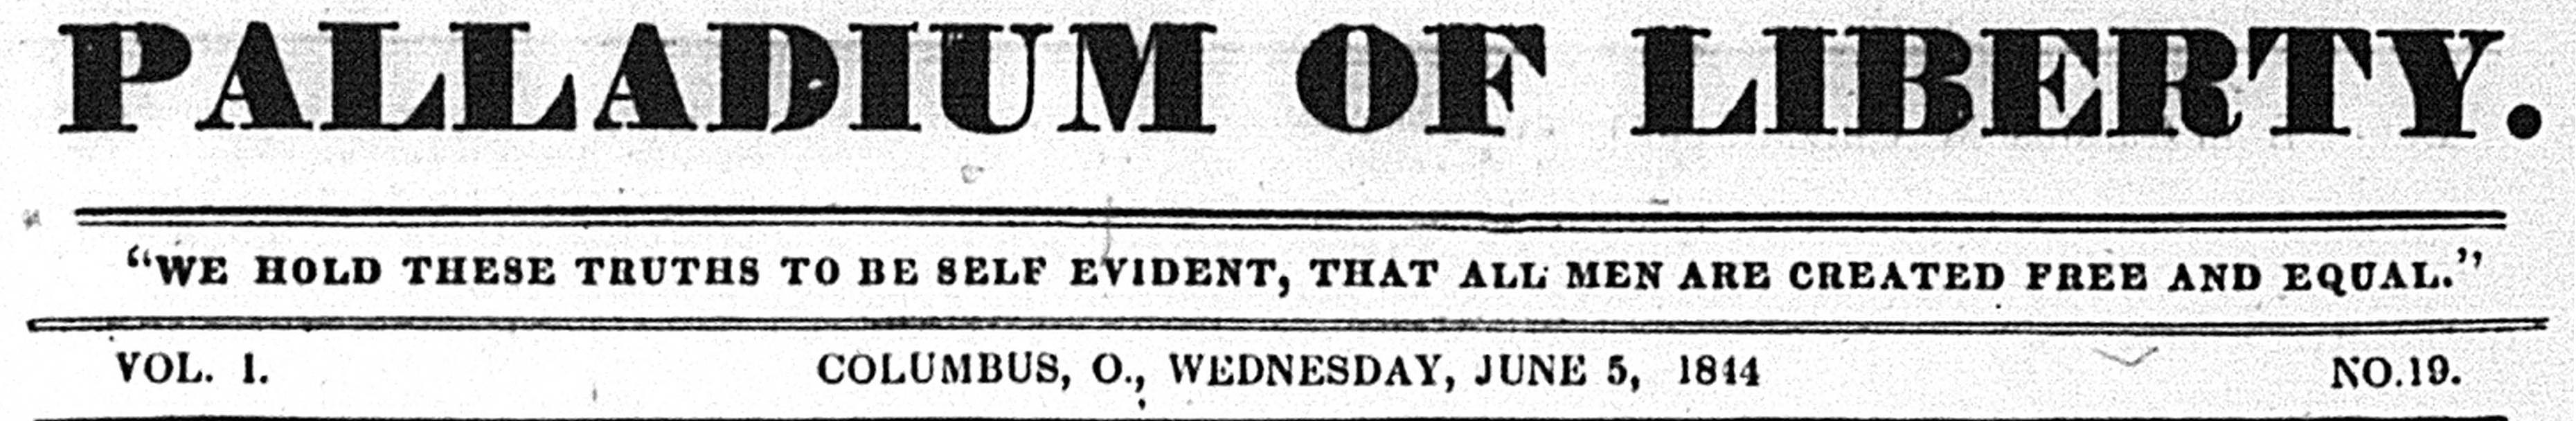 PALLADIUM OF LIBERTY.
“WE HOLD THESE TRUTHS TO BE SELF EVIDENT, THAT ALL MEN ARE CREATED FREE AND EQUAL.”
VOL. 1. COLUMBUS, O., WEDNESDAY, JUNE 5, 1844 NO.19.